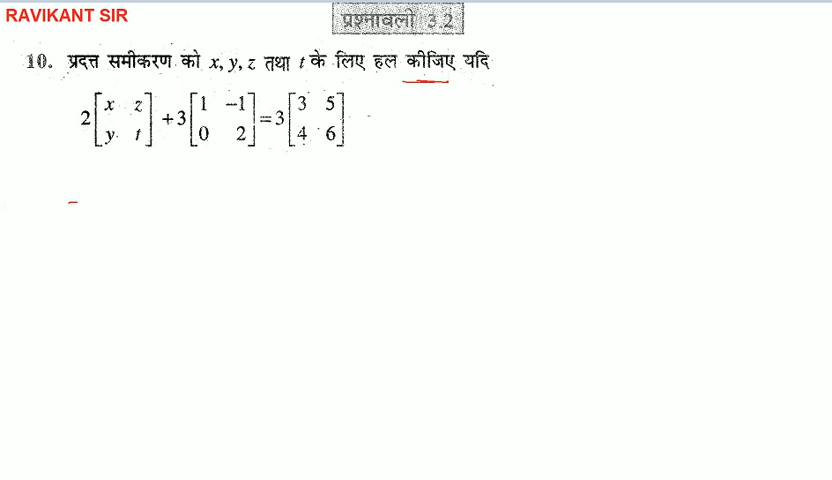 RAVIKANT SIR
प्रश्नावली 3.2
10. प्रदत्त समीकरण को x, y, z तथा t के लिए हल कीजिए यदि
2[x z] + 3[1 −1] = 3[3 5]
[y t] [0 2] [4 6]